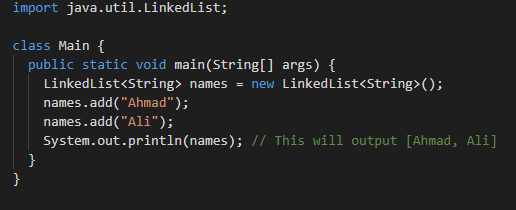 import java.util.LinkedList;
class Main {
public static void main(String[] args) {
LinkedList<String> names = new LinkedList<String>();
names.add("Ahmad");
names.add("Ali");
System.out.println(names); // This will output [Ahmad, Ali]
}
}